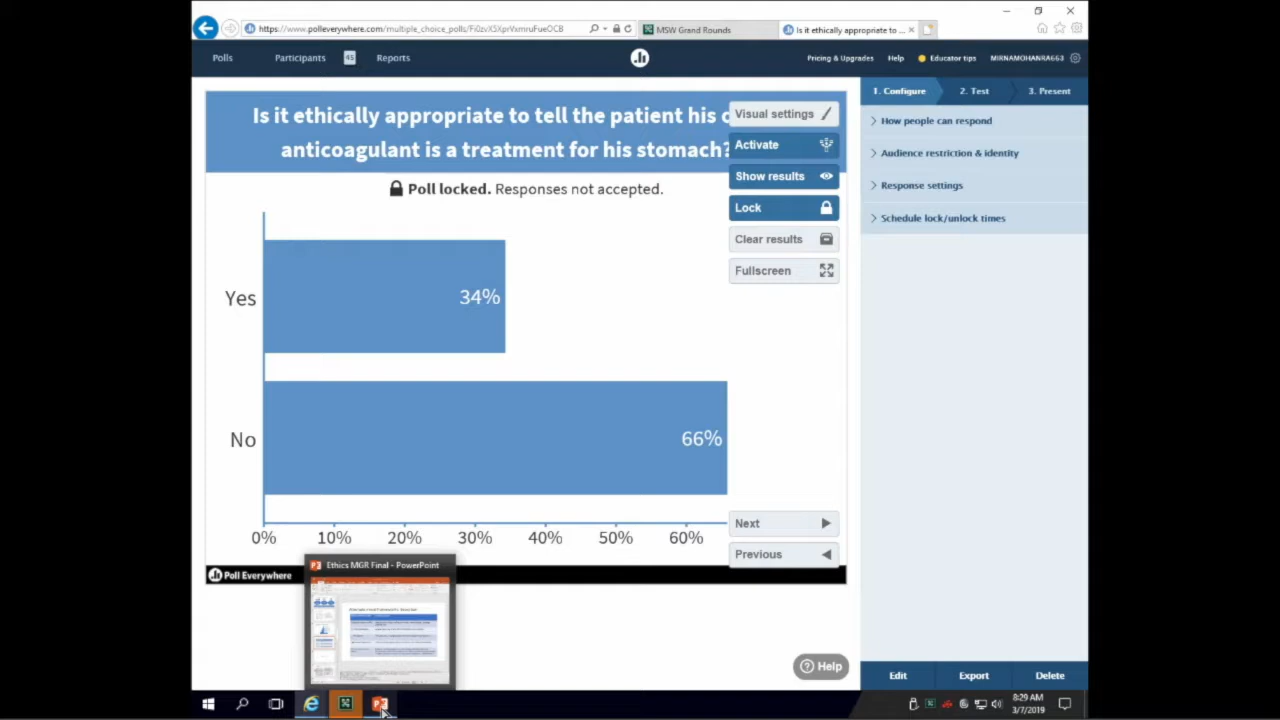 https://www.polleverywhere.com/multiple_choice_polls/
MSW Grand Rounds
Is it ethically appropriate to ...
Polls
Participants
45
Reports
Pricing & Upgrades
Help
Educator tips
MIRNAMOHANRA663
1. Configure
2. Test
3. Present
How people can respond
Audience restriction & identity
Response settings
Schedule lock/unlock times
Is it ethically appropriate to tell the patient his
anticoagulant is a treatment for his stomach?
Poll locked. Responses not accepted.
Visual settings
Activate
Show results
Lock
Clear results
Fullscreen
Yes
34%
No
66%
0% 10% 20% 30% 40% 50% 60%
Next
Previous
Poll Everywhere
Ethics MGR Final - PowerPoint
Help
Edit
Export
Delete
8:29 AM
3/7/2019